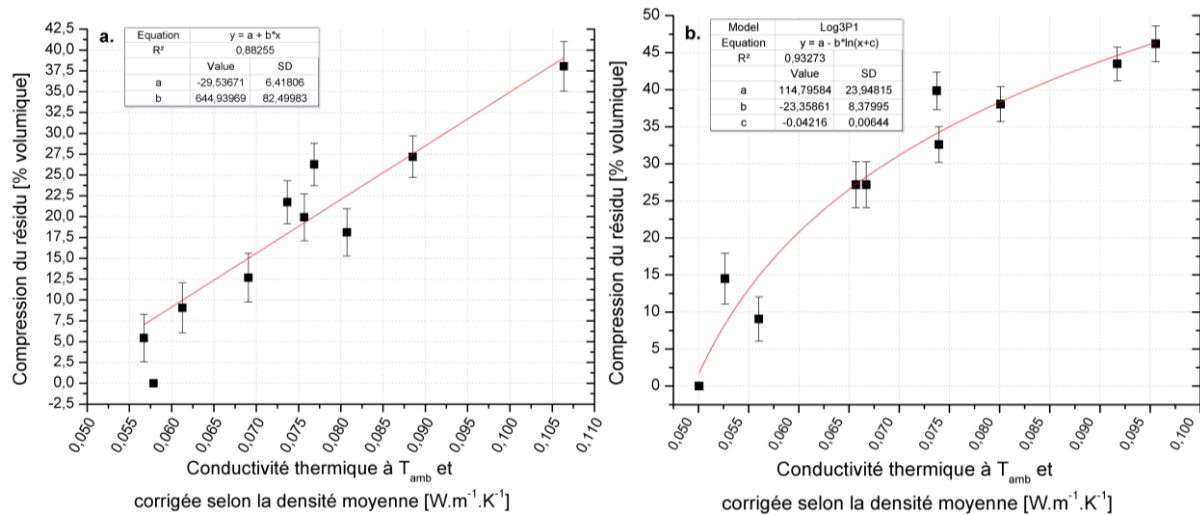 a.
Equation y = a + b*x
R² 0,88255
Value SD
a -29,53671 6,41806
b 644,93969 82,49983
Compression du résidu [% volumique]
42,5
40,0
37,5
35,0
32,5
30,0
27,5
25,0
22,5
20,0
17,5
15,0
12,5
10,0
7,5
5,0
2,5
0,0
-2,5
0,050 0,055 0,060 0,065 0,070 0,075 0,080 0,085 0,090 0,095 0,100 0,105 0,110
Conductivité thermique à Tamb et
corrigée selon la densité moyenne [W.m-1.K-1]
b.
Model Log3P1
Equation y = a - b*ln(x+c)
R² 0,93273
Value SD
a 114,79584 23,94815
b -23,35861 8,37995
c -0,04216 0,00644
Compression du résidu [% volumique]
50
45
40
35
30
25
20
15
10
5
0
0,050 0,055 0,060 0,065 0,070 0,075 0,080 0,085 0,090 0,095 0,100
Conductivité thermique à Tamb et
corrigée selon la densité moyenne [W.m-1.K-1]